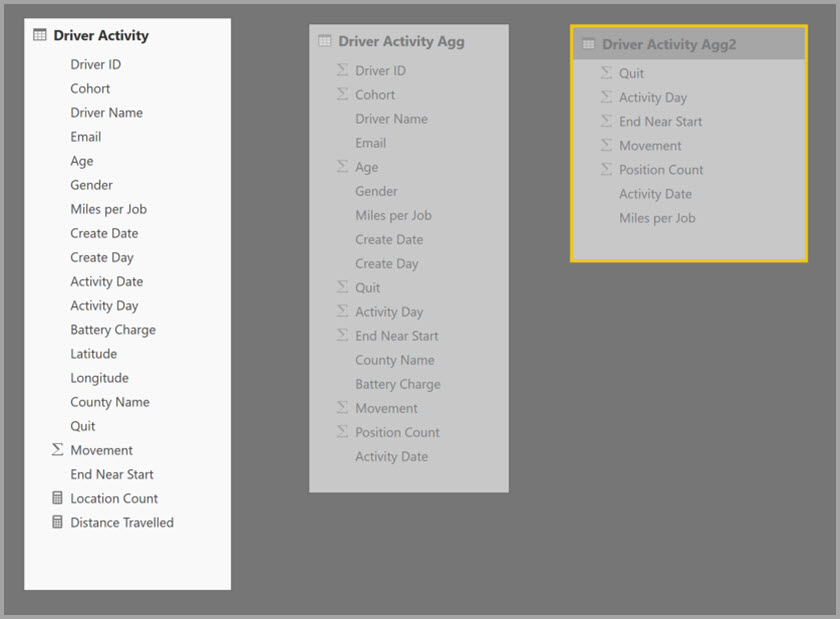 Driver Activity
Driver ID
Cohort
Driver Name
Email
Age
Gender
Miles per Job
Create Date
Create Day
Activity Date
Activity Day
Battery Charge
Latitude
Longitude
County Name
Quit
Σ Movement
End Near Start
Location Count
Distance Travelled
Driver Activity Agg
Σ Driver ID
Σ Cohort
Driver Name
Email
Σ Age
Gender
Miles per Job
Create Date
Create Day
Σ Quit
Σ Activity Day
Σ End Near Start
County Name
Battery Charge
Σ Movement
Σ Position Count
Activity Date
Driver Activity Agg2
Σ Quit
Σ Activity Day
Σ End Near Start
Σ Movement
Σ Position Count
Activity Date
Miles per Job